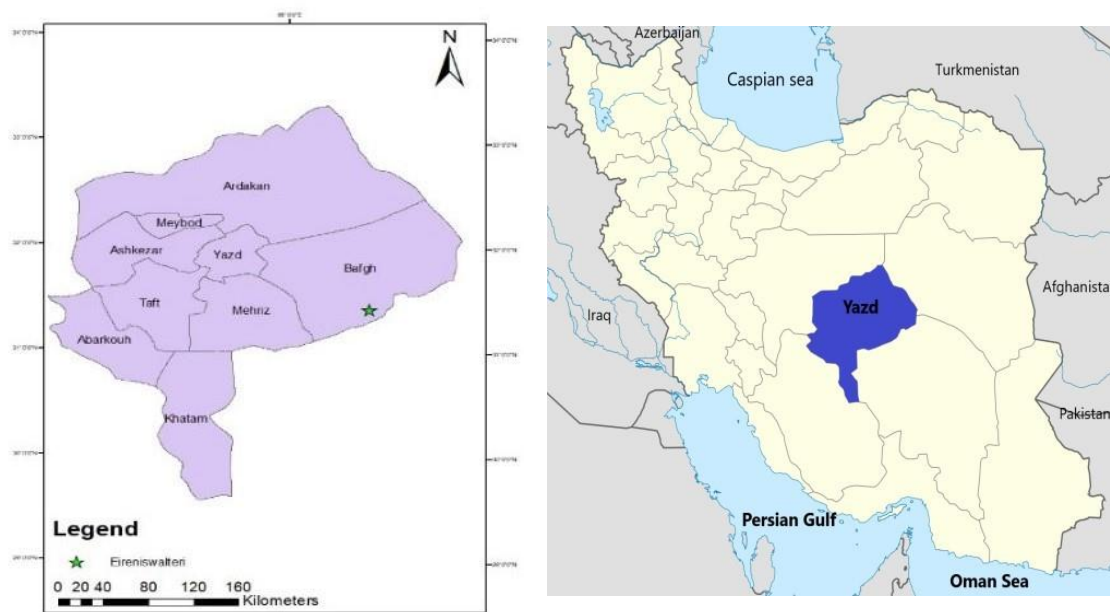 N
Ardakan
Meybod
Ashkezar
Yazd
Bafgh
Taft
Mehriz
Abarkouh
Khatam
Legend
Eireniswalteri
0 20 40 80 120 160
Kilometers
Azerbaijan
Caspian sea
Turkmenistan
Afghanista
Yazd
Iraq
Pakistan
Persian Gulf
Oman Sea